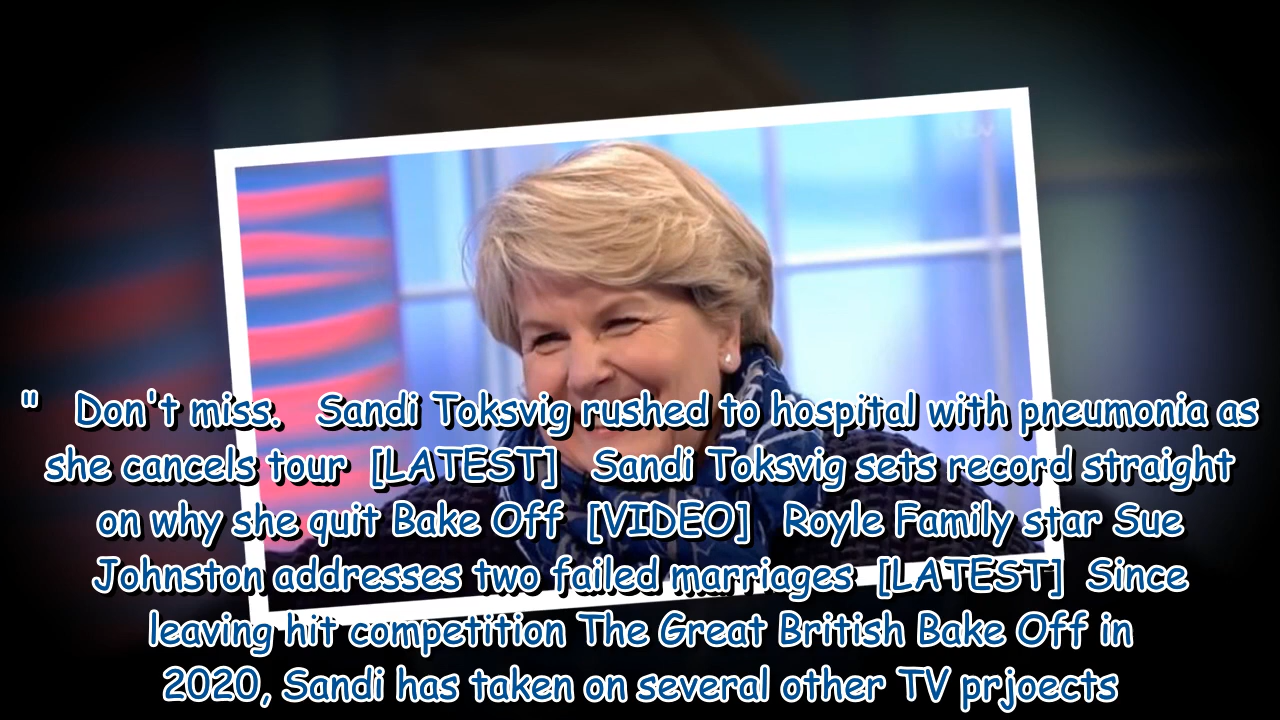 "   Don't miss.   Sandi Toksvig rushed to hospital with pneumonia as
she cancels tour  [LATEST]   Sandi Toksvig sets record straight
on why she quit Bake Off  [VIDEO]   Royle Family star Sue
Johnston addresses two failed marriages  [LATEST]  Since
leaving hit competition The Great British Bake Off in
2020, Sandi has taken on several other TV prjoects